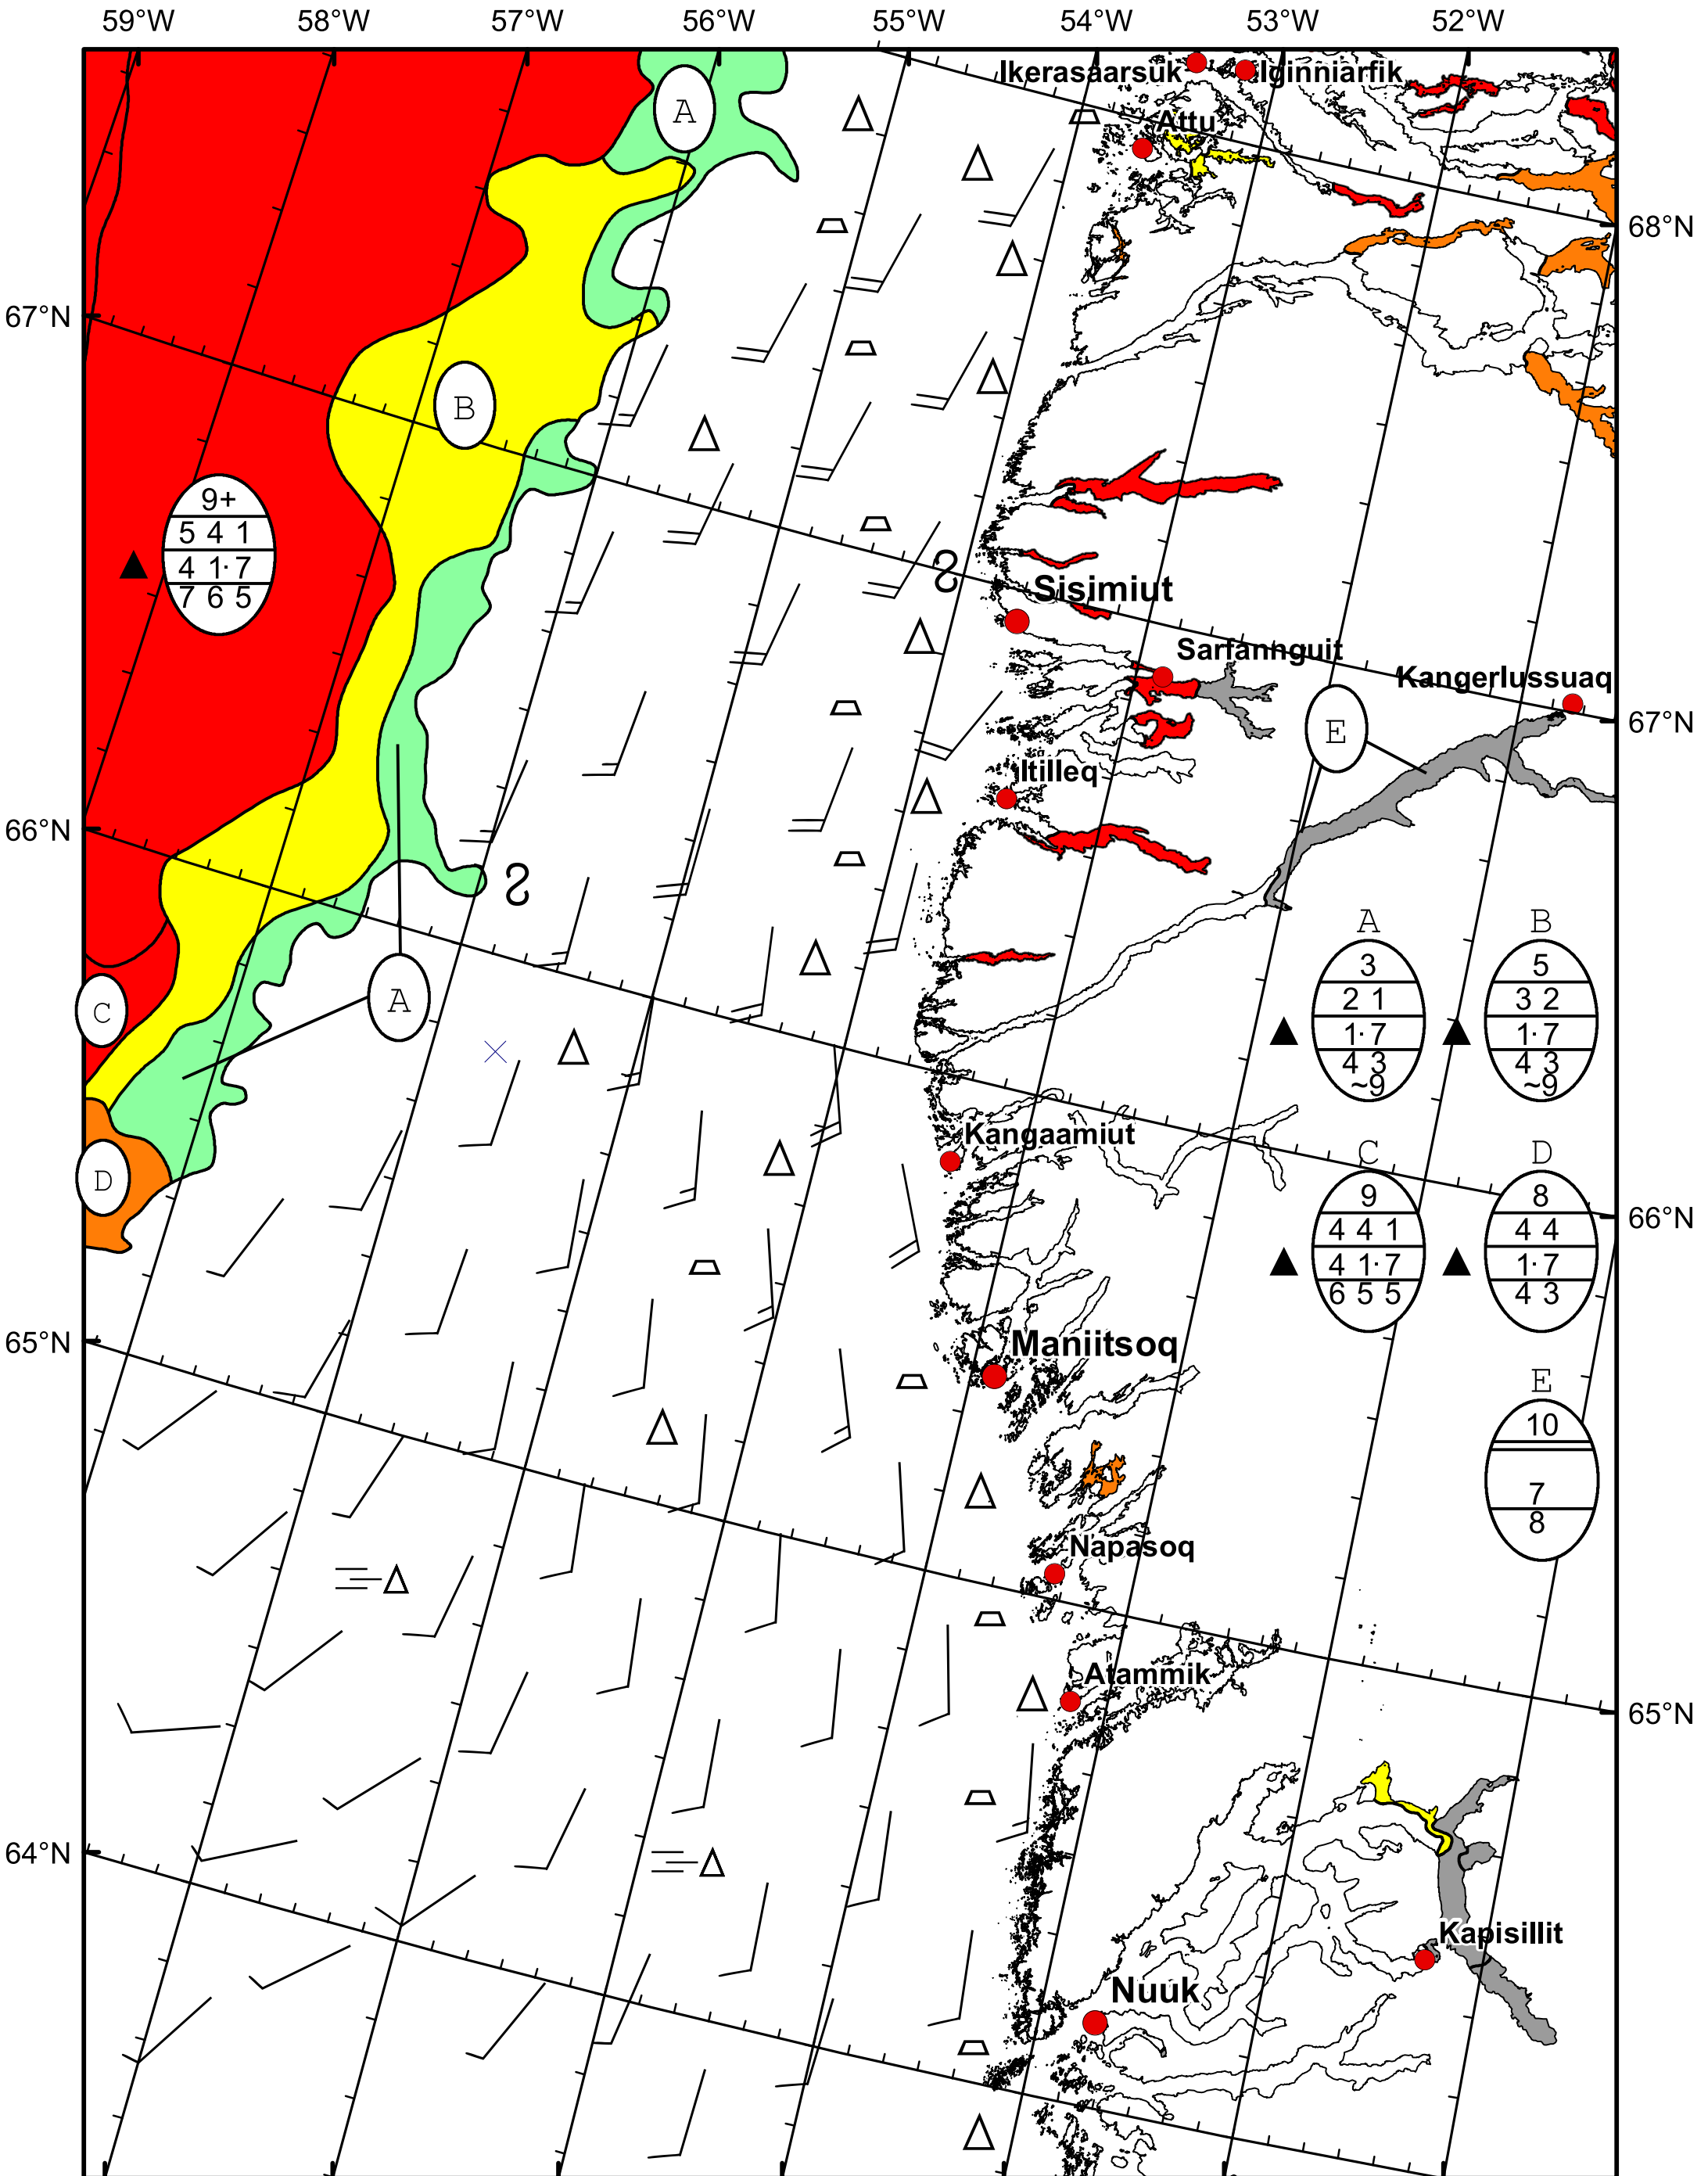 59°W 58°W 57°W 56°W 55°W 54°W 53°W 52°W
Ikerasaarsuk Iginniarfik
A
Attu
68°N
67°N
B
9+
5 4 1
4 1· 7
7 6 5
Sisimiut
Sarfannguit
Kangerlussuaq
67°N
E
Itilleq
66°N
A B
3 5
2 1 3 2
1· 7 1· 7
4 3 4 3
~9 ~9
C
A
Kangaamiut
D
C D
9 8
4 4 1 4 4
4 1· 7 1· 7
6 5 5 4 3
66°N
65°N
Maniitsoq
E
10
7
8
Napasoq
Atammik
65°N
64°N
Kapisillit
Nuuk